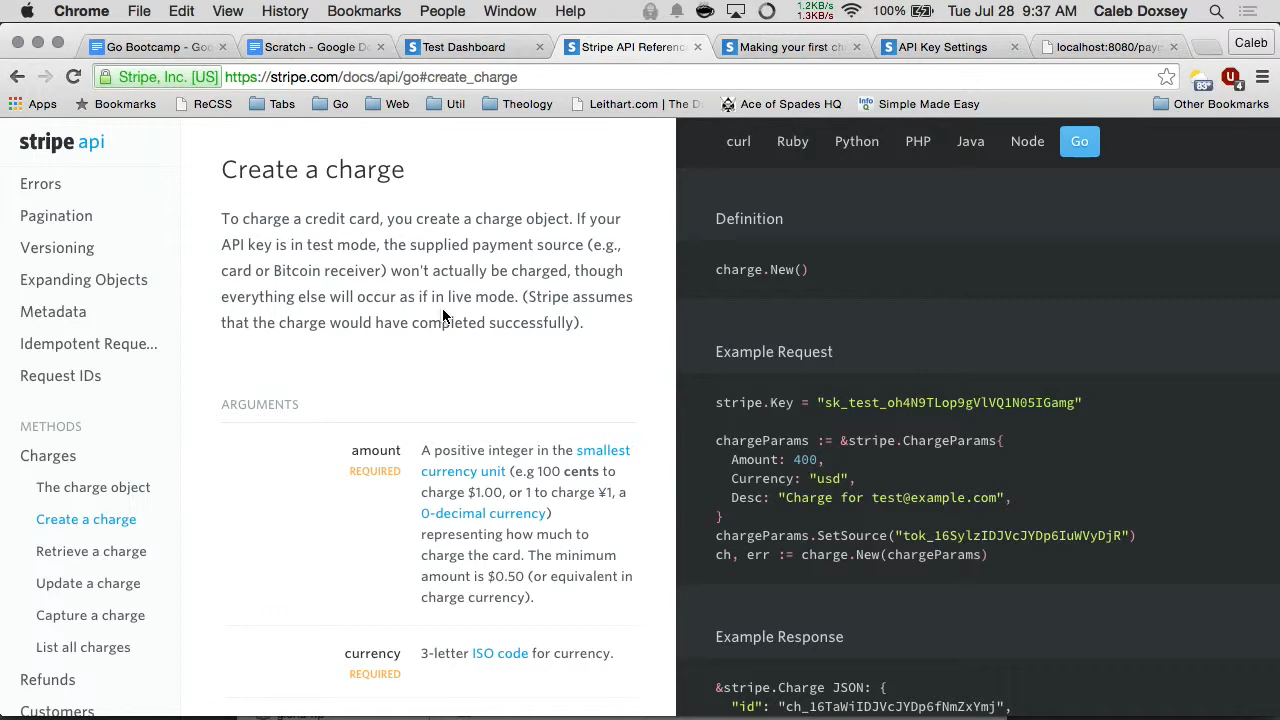 Chrome File Edit View History Bookmarks People Window Help 1.2KB/s 1.3KB/s 100% Tue Jul 28 9:37 AM Caleb Doxsey
Go Bootcamp - Goo Scratch - Google D Test Dashboard Stripe API Referenc Making your first ch API Key Settings localhost:8080/payn Caleb
Stripe, Inc. [US] https://stripe.com/docs/api/go#create_charge 83° 4
Apps Bookmarks ReCSS Tabs Go Web Util Theology Leithart.com | The D Ace of Spades HQ Info Q Simple Made Easy Other Bookmarks
stripe api
Errors
Pagination
Versioning
Expanding Objects
Metadata
Idempotent Reque...
Request IDs
METHODS
Charges
The charge object
Create a charge
Retrieve a charge
Update a charge
Capture a charge
List all charges
Refunds
Customers
Create a charge
To charge a credit card, you create a charge object. If your
API key is in test mode, the supplied payment source (e.g.,
card or Bitcoin receiver) won't actually be charged, though
everything else will occur as if in live mode. (Stripe assumes
that the charge would have completed successfully).
ARGUMENTS
amount
REQUIRED
A positive integer in the smallest
currency unit (e.g 100 cents to
charge $1.00, or 1 to charge ¥1, a
0-decimal currency)
representing how much to
charge the card. The minimum
amount is $0.50 (or equivalent in
charge currency).
currency
REQUIRED
3-letter ISO code for currency.
curl Ruby Python PHP Java Node Go
Definition
charge.New()
Example Request
stripe.Key = "sk_test_oh4N9TLop9gVlVQ1N05IGamg"
chargeParams := &stripe.ChargeParams{
Amount: 400,
Currency: "usd",
Desc: "Charge for test@example.com",
}
chargeParams.SetSource("tok_16SylzIDJVcJYDp6IuWVyDjR")
ch, err := charge.New(chargeParams)
Example Response
&stripe.Charge JSON: {
"id": "ch_16TaWiIDJVcJYDp6fNmZxYmj",